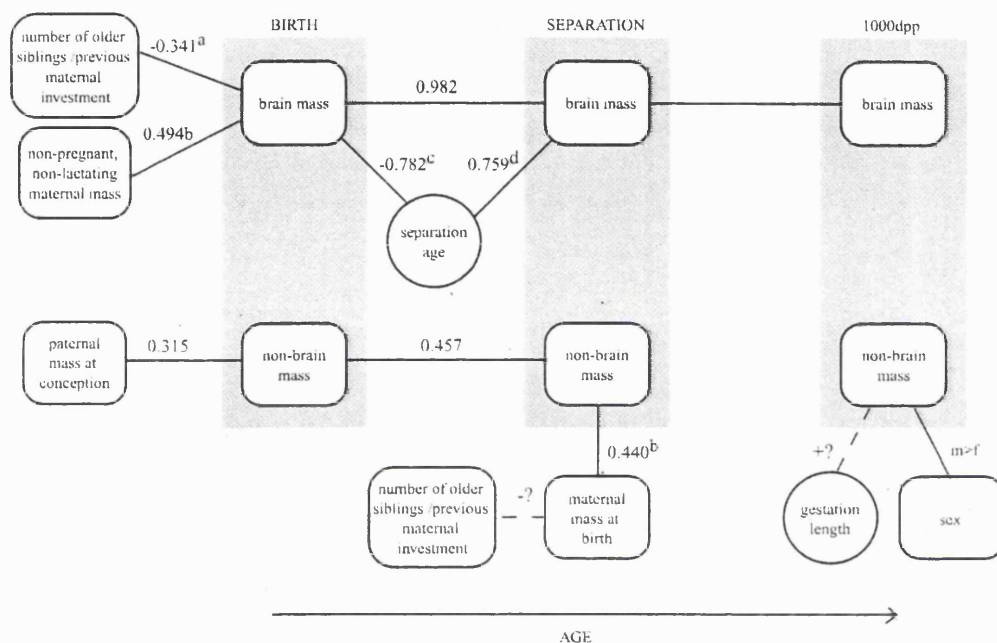 BIRTH
SEPARATION
1000dpp
number of older
siblings /previous
maternal
investment
-0.341a
brain mass
0.982
brain mass
brain mass
non-pregnant,
non-lactating
maternal mass
0.494b
-0.782c
0.759d
separation
age
paternal
mass at
conception
0.315
non-brain
mass
0.457
non-brain
mass
non-brain
mass
0.440b
+?
m>f
number of older
siblings /previous
maternal
investment
-?
maternal
mass at
birth
gestation
length
sex
AGE